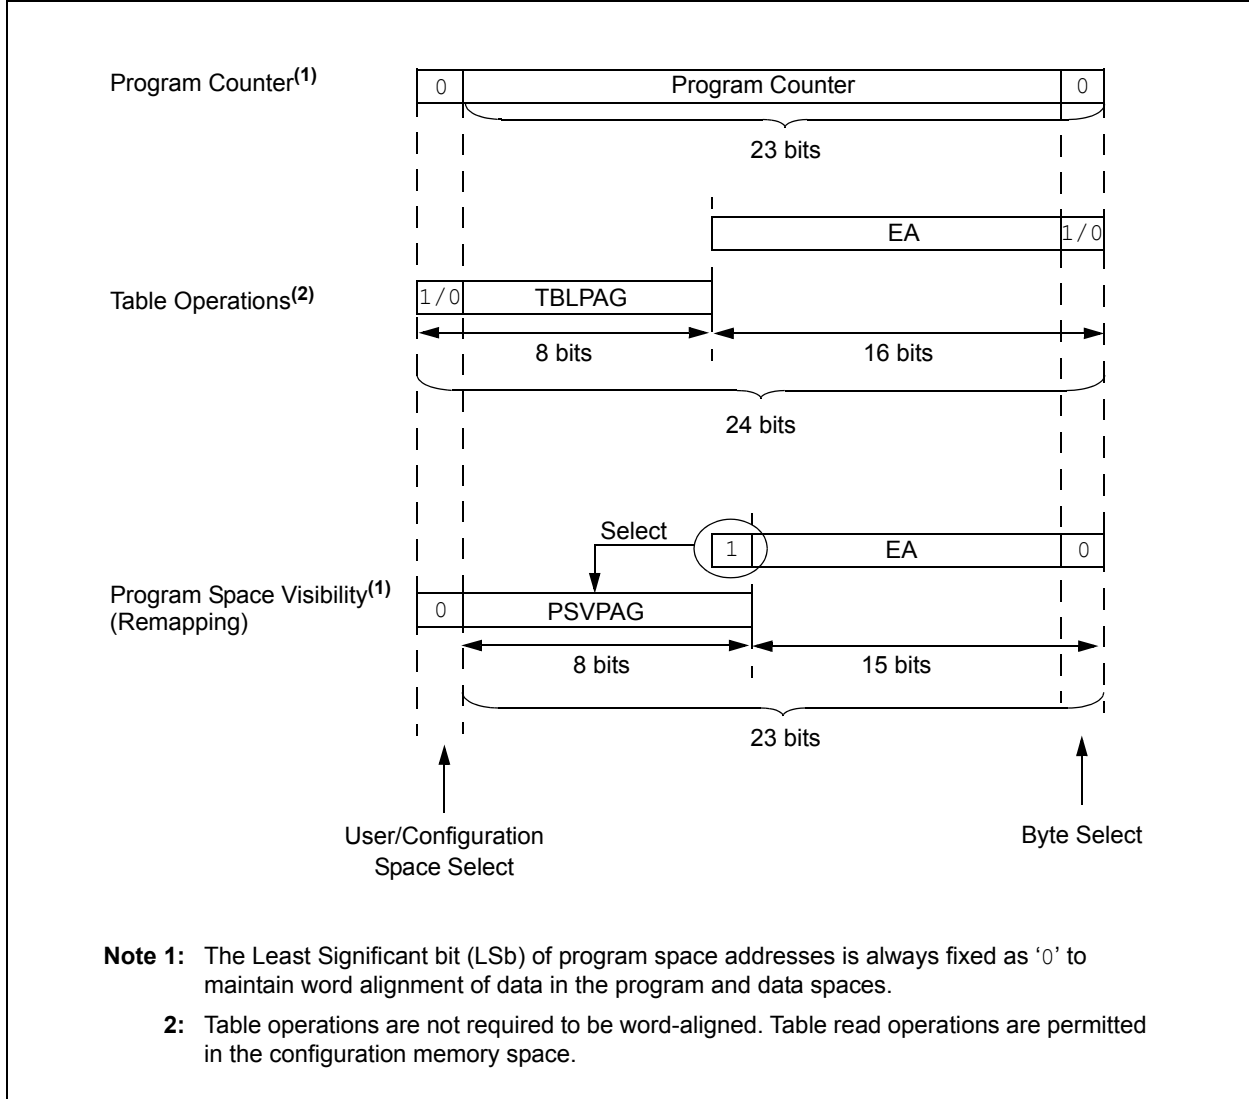 Program Counter(1)
0
Program Counter
0
23 bits
EA
1/0
Table Operations(2)
1/0
TBLPAG
8 bits
16 bits
24 bits
Select
1
EA
0
Program Space Visibility(1)
(Remapping)
0
PSVPAG
8 bits
15 bits
23 bits
User/Configuration
Space Select
Byte Select
Note 1: The Least Significant bit (LSb) of program space addresses is always fixed as ‘0’ to
maintain word alignment of data in the program and data spaces.
2: Table operations are not required to be word-aligned. Table read operations are permitted
in the configuration memory space.